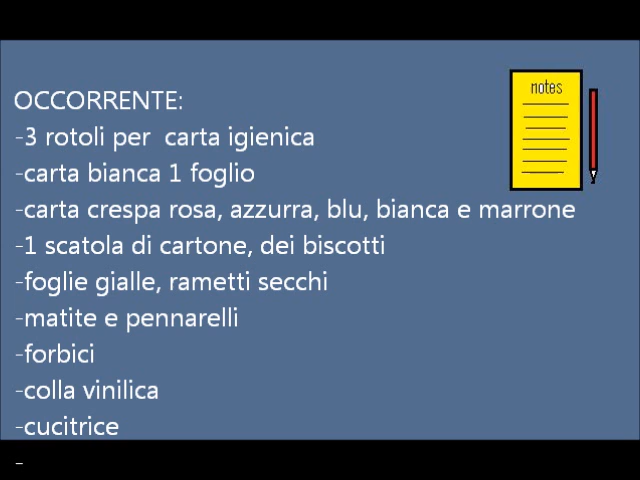 notes
OCCORRENTE:
-3 rotoli per  carta igienica
-carta bianca 1 foglio
-carta crespa rosa, azzurra, blu, bianca e marrone
-1 scatola di cartone, dei biscotti
-foglie gialle, rametti secchi
-matite e pennarelli
-forbici
-colla vinilica
-cucitrice
-